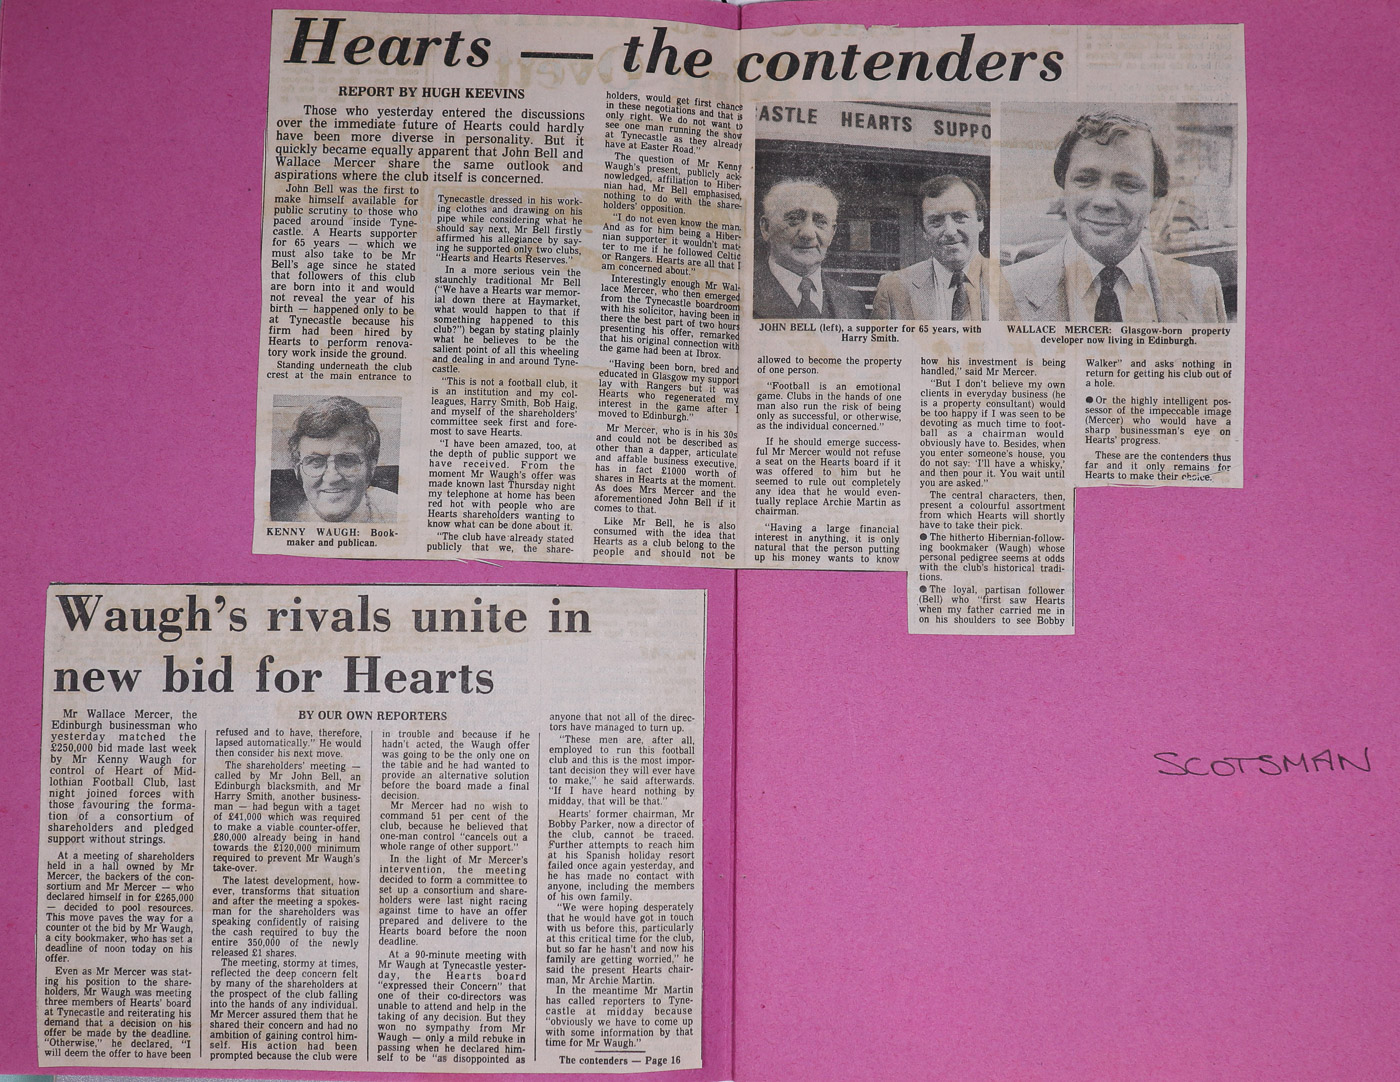 Hearts — the contenders
REPORT BY HUGH KEEVINS
Those who yesterday entered the discussions
over the immediate future of Hearts could hardly
have been more diverse in personality. But it
quickly became equally apparent that John Bell and
Wallace Mercer share the same outlook and
aspirations where the club itself is concerned.
John Bell was the first to
make himself available for
public scrutiny to those who
paced around inside Tyne-
castle. A Hearts supporter
for 65 years — which we
must also take to be Mr
Bell's age since he stated
that followers of this club
are born into it and would
not reveal the year of his
birth — happened only to be
at Tynecastle because his
firm had been hired by
Hearts to perform renova-
tory work inside the ground.
Standing underneath the club
crest at the main entrance to
KENNY WAUGH: Book-
maker and publican.
Tynecastle dressed in his work-
ing clothes and drawing on his
pipe while considering what he
should say next, Mr Bell firstly
affirmed his allegiance by say-
ing he supported only two clubs,
"Hearts and Hearts Reserves."
In a more serious vein the
staunchly traditional Mr Bell
("We have a Hearts war memor-
ial down there at Haymarket,
what would happen to that if
something happened to this
club?") began by stating plainly
what he believes to be the
salient point of all this wheeling
and dealing in and around Tyne-
castle.
"This is not a football club, it
is an institution and my col-
leagues, Harry Smith, Bob Haig,
and myself of the shareholders'
committee seek first and fore-
most to save Hearts.
"I have been amazed, too, at
the depth of public support we
have received. From the
moment Mr Waugh's offer was
made known last Thursday night
my telephone at home has been
red hot with people who are
Hearts shareholders wanting to
know what can be done about it.
"The club have already stated
publicly that we, the share-
holders, would get first chance
in these negotiations and that is
only right. We do not want to
see one man running the show
at Tynecastle as they already
have at Easter Road."
The question of Mr Kenny
Waugh's present, publicly ack-
nowledged, affiliation to Hiber-
nian had, Mr Bell emphasised,
nothing to do with the share-
holders' opposition.
"I do not even know the man.
And as for him being a Hiber-
nian supporter it wouldn't mat-
ter to me if he followed Celtic
or Rangers. Hearts are all that I
am concerned about."
Interestingly enough Mr Wal-
lace Mercer, who then emerged
from the Tynecastle boardroom
with his solicitor, having been in
there the best part of two hours
presenting his offer, remarked
that his original connection with
the game had been at Ibrox.
"Having been born, bred and
educated in Glasgow my support
lay with Rangers but it was
Hearts who regenerated my
interest in the game after I
moved to Edinburgh."
Mr Mercer, who is in his 30s
and could not be described as
other than a dapper, articulate
and affable business executive,
has in fact £1000 worth of
shares in Hearts at the moment.
As does Mrs Mercer and the
aforementioned John Bell if it
comes to that.
Like Mr Bell, he is also
consumed with the idea that
Hearts as a club belong to the
people and should not be
ASTLE HEARTS SUPPO
JOHN BELL (left), a supporter for 65 years, with
Harry Smith.
WALLACE MERCER: Glasgow-born property
developer now living in Edinburgh.
allowed to become the property
of one person.
"Football is an emotional
game. Clubs in the hands of one
man also run the risk of being
only as successful, or otherwise,
as the individual concerned."
If he should emerge success-
ful Mr Mercer would not refuse
a seat on the Hearts board if it
was offered to him but he
seemed to rule out completely
any idea that he would even-
tually replace Archie Martin as
chairman.
"Having a large financial
interest in anything, it is only
natural that the person putting
up his money wants to know
how his investment is being
handled," said Mr Mercer.
"But I don't believe my own
clients in everyday business (he
is a property consultant) would
be too happy if I was seen to be
devoting as much time to foot-
ball as a chairman would
obviously have to. Besides, when
you enter someone's house, you
do not say: 'I'll have a whisky,'
and then pour it. You wait until
you are asked."
The central characters, then,
present a colourful assortment
from which Hearts will shortly
have to take their pick.
● The hitherto Hibernian-follow-
ing bookmaker (Waugh) whose
personal pedigree seems at odds
with the club's historical tradi-
tions.
● The loyal, partisan follower
(Bell) who "first saw Hearts
when my father carried me in
on his shoulders to see Bobby
Walker" and asks nothing in
return for getting his club out of
a hole.
● Or the highly intelligent pos-
sessor of the impeccable image
(Mercer) who would have a
sharp businessman's eye on
Hearts' progress.
These are the contenders thus
far and it only remains for
Hearts to make their choice.
Waugh's rivals unite in
new bid for Hearts
BY OUR OWN REPORTERS
Mr Wallace Mercer, the
Edinburgh businessman who
yesterday matched the
£250,000 bid made last week
by Mr Kenny Waugh for
control of Heart of Mid-
lothian Football Club, last
night joined forces with
those favouring the forma-
tion of a consortium of
shareholders and pledged
support without strings.
At a meeting of shareholders
held in a hall owned by Mr
Mercer, the backers of the con-
sortium and Mr Mercer — who
declared himself in for £265,000
— decided to pool resources.
This move paves the way for a
counter ot the bid by Mr Waugh,
a city bookmaker, who has set a
deadline of noon today on his
offer.
Even as Mr Mercer was stat-
ing his position to the share-
holders, Mr Waugh was meeting
three members of Hearts' board
at Tynecastle and reiterating his
demand that a decision on his
offer be made by the deadline.
"Otherwise," he declared, "I
will deem the offer to have been
refused and to have, therefore,
lapsed automatically." He would
then consider his next move.
The shareholders' meeting —
called by Mr John Bell, an
Edinburgh blacksmith, and Mr
Harry Smith, another business-
man — had begun with a taget
of £41,000 which was required
to make a viable counter-offer,
£80,000 already being in hand
towards the £120,000 minimum
required to prevent Mr Waugh's
take-over.
The latest development, how-
ever, transforms that situation
and after the meeting a spokes-
man for the shareholders was
speaking confidently of raising
the cash required to buy the
entire 350,000 of the newly
released £1 shares.
The meeting, stormy at times,
reflected the deep concern felt
by many of the shareholders at
the prospect of the club falling
into the hands of any individual.
Mr Mercer assured them that he
shared their concern and had no
ambition of gaining control him-
self. His action had been
prompted because the club were
in trouble and because if he
hadn't acted, the Waugh offer
was going to be the only one on
the table and he had wanted to
provide an alternative solution
before the board made a final
decision.
Mr Mercer had no wish to
command 51 per cent of the
club, because he believed that
one-man control "cancels out a
whole range of other support."
In the light of Mr Mercer's
intervention, the meeting
decided to form a committee to
set up a consortium and share-
holders were last night racing
against time to have an offer
prepared and delivere to the
Hearts board before the noon
deadline.
At a 90-minute meeting with
Mr Waugh at Tynecastle yester-
day, the Hearts board
"expressed their Concern" that
one of their co-directors was
unable to attend and help in the
taking of any decision. But they
won no sympathy from Mr
Waugh — only a mild rebuke in
passing when he declared him-
self to be "as disappointed as
anyone that not all of the direc-
tors have managed to turn up.
"These men are, after all,
employed to run this football
club and this is the most impor-
tant decision they will ever have
to make," he said afterwards.
"If I have heard nothing by
midday, that will be that."
Hearts' former chairman, Mr
Bobby Parker, now a director of
the club, cannot be traced.
Further attempts to reach him
at his Spanish holiday resort
failed once again yesterday, and
he has made no contact with
anyone, including the members
of his own family.
"We were hoping desperately
that he would have got in touch
with us before this, particularly
at this critical time for the club,
but so far he hasn't and now his
family are getting worried," he
said the present Hearts chair-
man, Mr Archie Martin.
In the meantime Mr Martin
has called reporters to Tyne-
castle at midday because
"obviously we have to come up
with some information by that
time for Mr Waugh."
The contenders — Page 16
SCOTSMAN